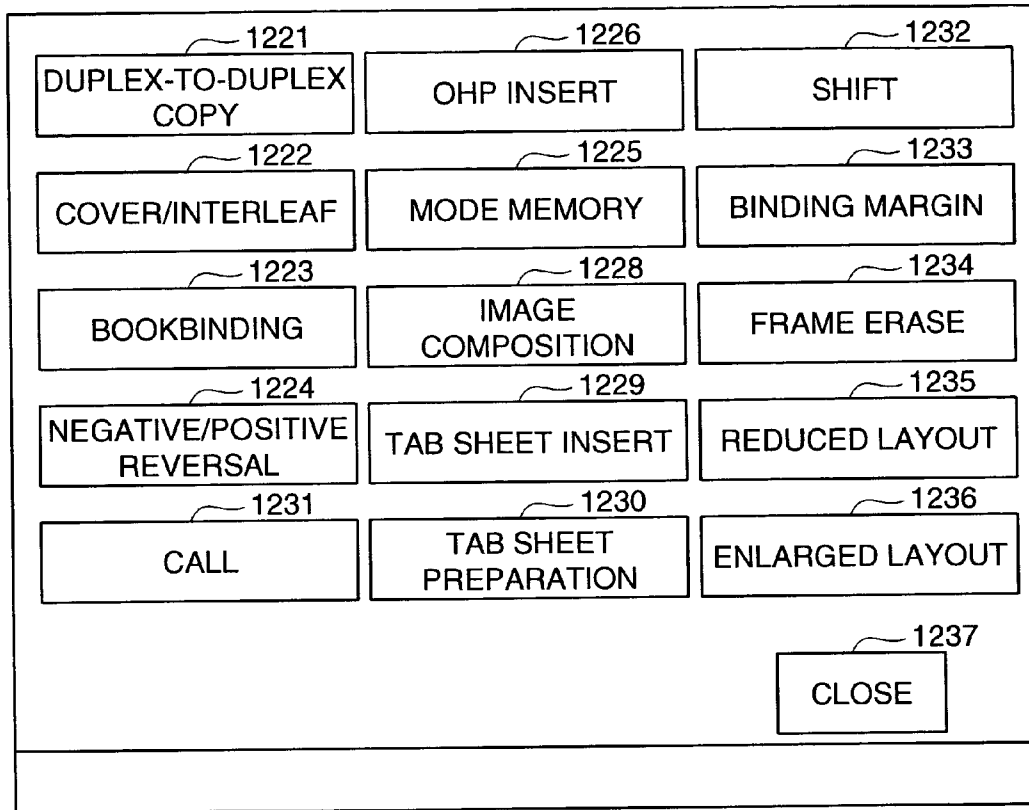 1221
DUPLEX-TO-DUPLEX
COPY
1226
OHP INSERT
1232
SHIFT
1222
COVER/INTERLEAF
1225
MODE MEMORY
1233
BINDING MARGIN
1223
BOOKBINDING
1228
IMAGE
COMPOSITION
1234
FRAME ERASE
1224
NEGATIVE/POSITIVE
REVERSAL
1229
TAB SHEET INSERT
1235
REDUCED LAYOUT
1231
CALL
1230
TAB SHEET
PREPARATION
1236
ENLARGED LAYOUT
1237
CLOSE